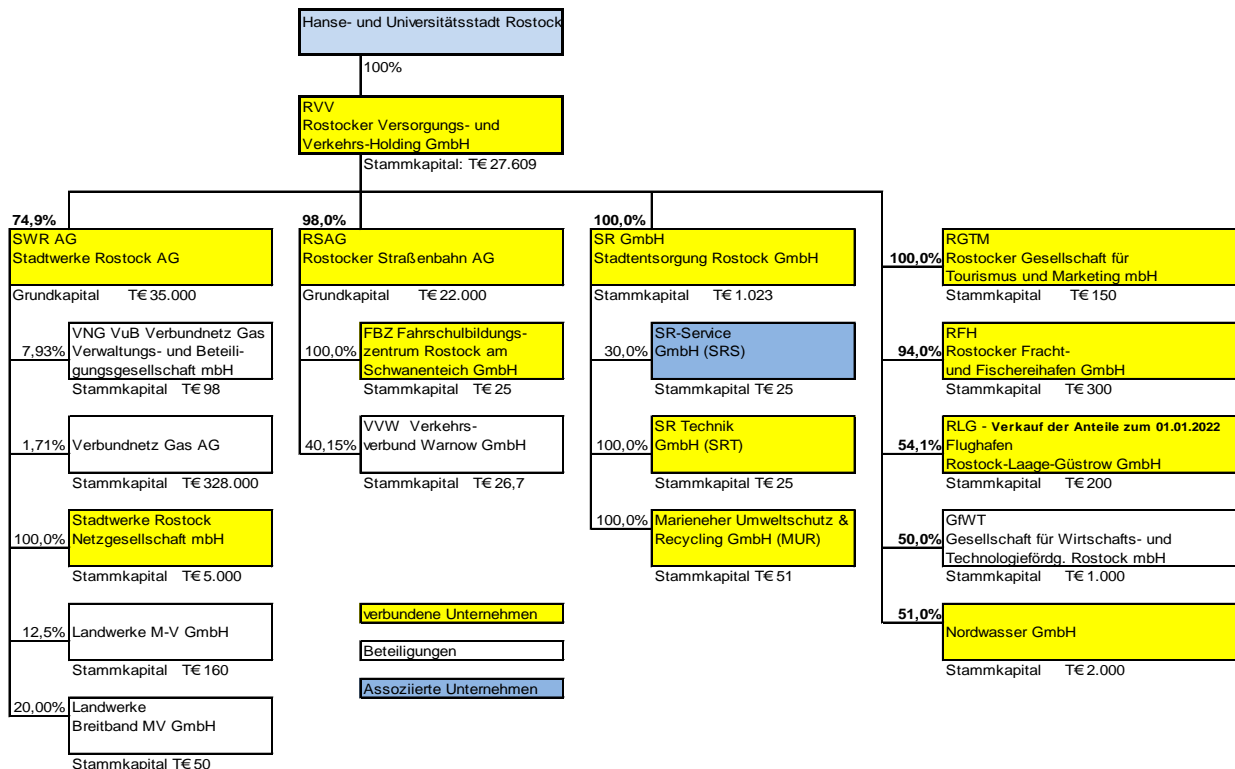 Hanse- und Universitätsstadt Rostock
100%
RVV
Rostocker Versorgungs- und
Verkehrs-Holding GmbH
Stammkapital: T€ 27.609
74,9%
SWR AG
Stadtwerke Rostock AG
Grundkapital T€ 35.000
7,93%
VNG VuB Verbundnetz Gas
Verwaltungs- und Beteili-
gungsgesellschaft mbH
Stammkapital T€ 98
1,71%
Verbundnetz Gas AG
Stammkapital T€ 328.000
100,0%
Stadtwerke Rostock
Netzgesellschaft mbH
Stammkapital T€ 5.000
12,5%
Landwerke M-V GmbH
Stammkapital T€ 160
20,00%
Landwerke
Breitband MV GmbH
Stammkapital T€ 50
98,0%
RSAG
Rostocker Straßenbahn AG
Grundkapital T€ 22.000
100,0%
FBZ Fahrschulbildungs-
zentrum Rostock am
Schwanenteich GmbH
Stammkapital T€ 25
40,15%
VVW Verkehrs-
verbund Warnow GmbH
Stammkapital T€ 26,7
verbundene Unternehmen
Beteiligungen
Assoziierte Unternehmen
100,0%
SR GmbH
Stadtentsorgung Rostock GmbH
Stammkapital T€ 1.023
30,0%
SR-Service
GmbH (SRS)
Stammkapital T€ 25
100,0%
SR Technik
GmbH (SRT)
Stammkapital T€ 25
100,0%
Marieneher Umweltschutz &
Recycling GmbH (MUR)
Stammkapital T€ 51
100,0%
RGTM
Rostocker Gesellschaft für
Tourismus und Marketing mbH
Stammkapital T€ 150
94,0%
RFH
Rostocker Fracht-
und Fischereihafen GmbH
Stammkapital T€ 300
54,1%
RLG - Verkauf der Anteile zum 01.01.2022
Flughafen
Rostock-Laage-Güstrow GmbH
Stammkapital T€ 200
50,0%
GfWT
Gesellschaft für Wirtschafts- und
Technologiefördg. Rostock mbH
Stammkapital T€ 1.000
51,0%
Nordwasser GmbH
Stammkapital T€ 2.000